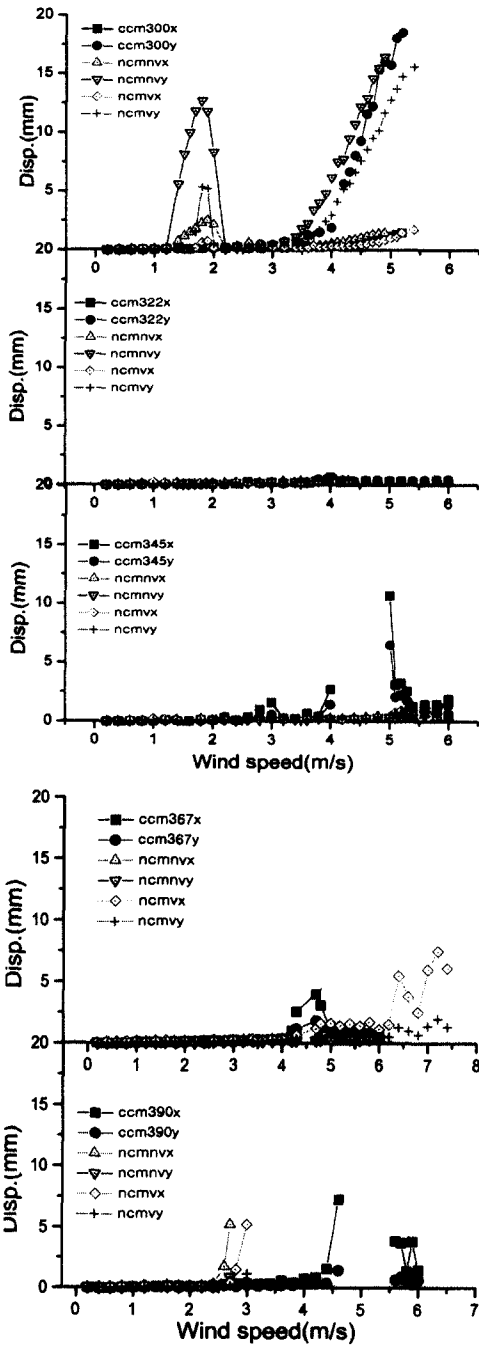 20
ccm300x
ccm300y
ncmnvx
ncmnvy
ncmvx
ncmvy
15
10
5
Disp.(mm)
20
0 1 2 3 4 5 6
ccm322x
ccm322y
ncmnvx
ncmnvy
ncmvx
ncmvy
15
10
5
Disp.(mm)
20
0 1 2 3 4 5 6
ccm345x
ccm345y
ncmnvx
ncmnvy
ncmvx
ncmvy
15
10
5
0
Disp.(mm)
0 1 2 3 4 5 6
Wind speed(m/s)
20
ccm367x
ccm367y
ncmnvx
ncmnvy
ncmvx
ncmvy
15
10
5
Disp.(mm)
20
0 1 2 3 4 5 6 7 8
ccm390x
ccm390y
ncmnvx
ncmnvy
ncmvx
ncmvy
15
10
5
0
Disp.(mm)
0 1 2 3 4 5 6 7
Wind speed(m/s)